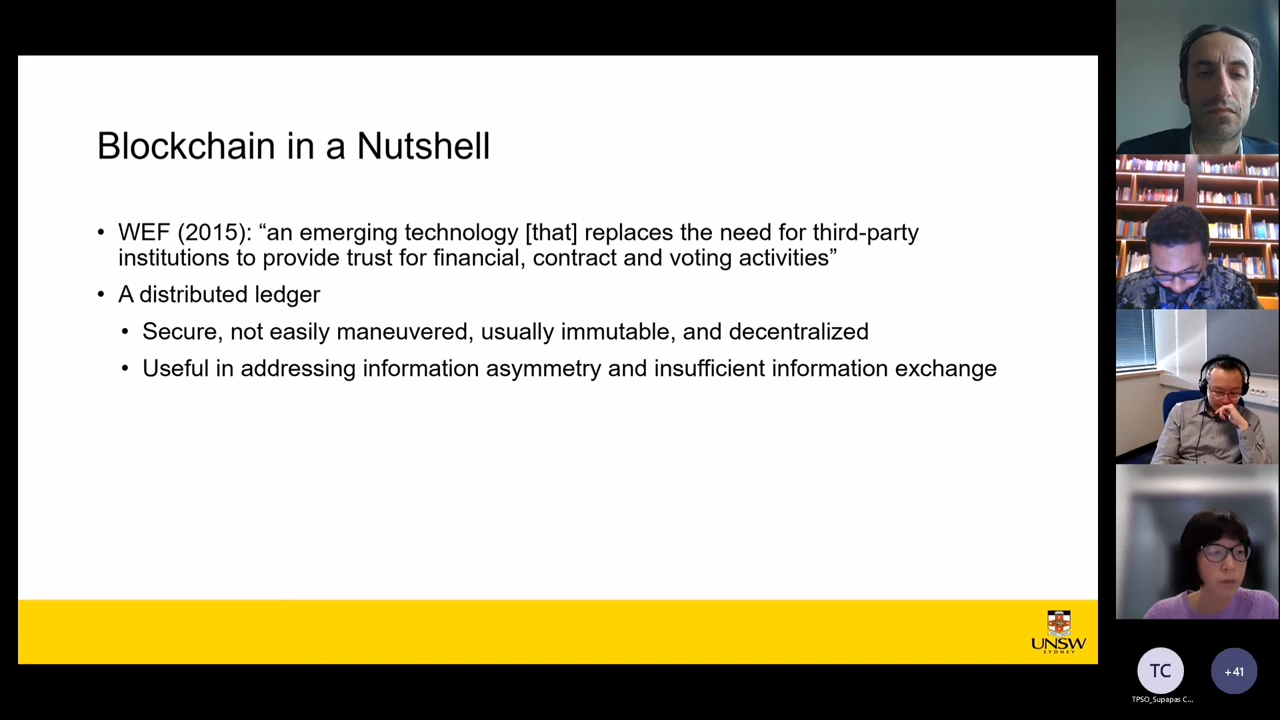 Blockchain in a Nutshell
• WEF (2015): “an emerging technology [that] replaces the need for third-party
institutions to provide trust for financial, contract and voting activities”
• A distributed ledger
• Secure, not easily maneuvered, usually immutable, and decentralized
• Useful in addressing information asymmetry and insufficient information exchange
UNSW
SYDNEY
TC
+41
TPSO_Supapas C...